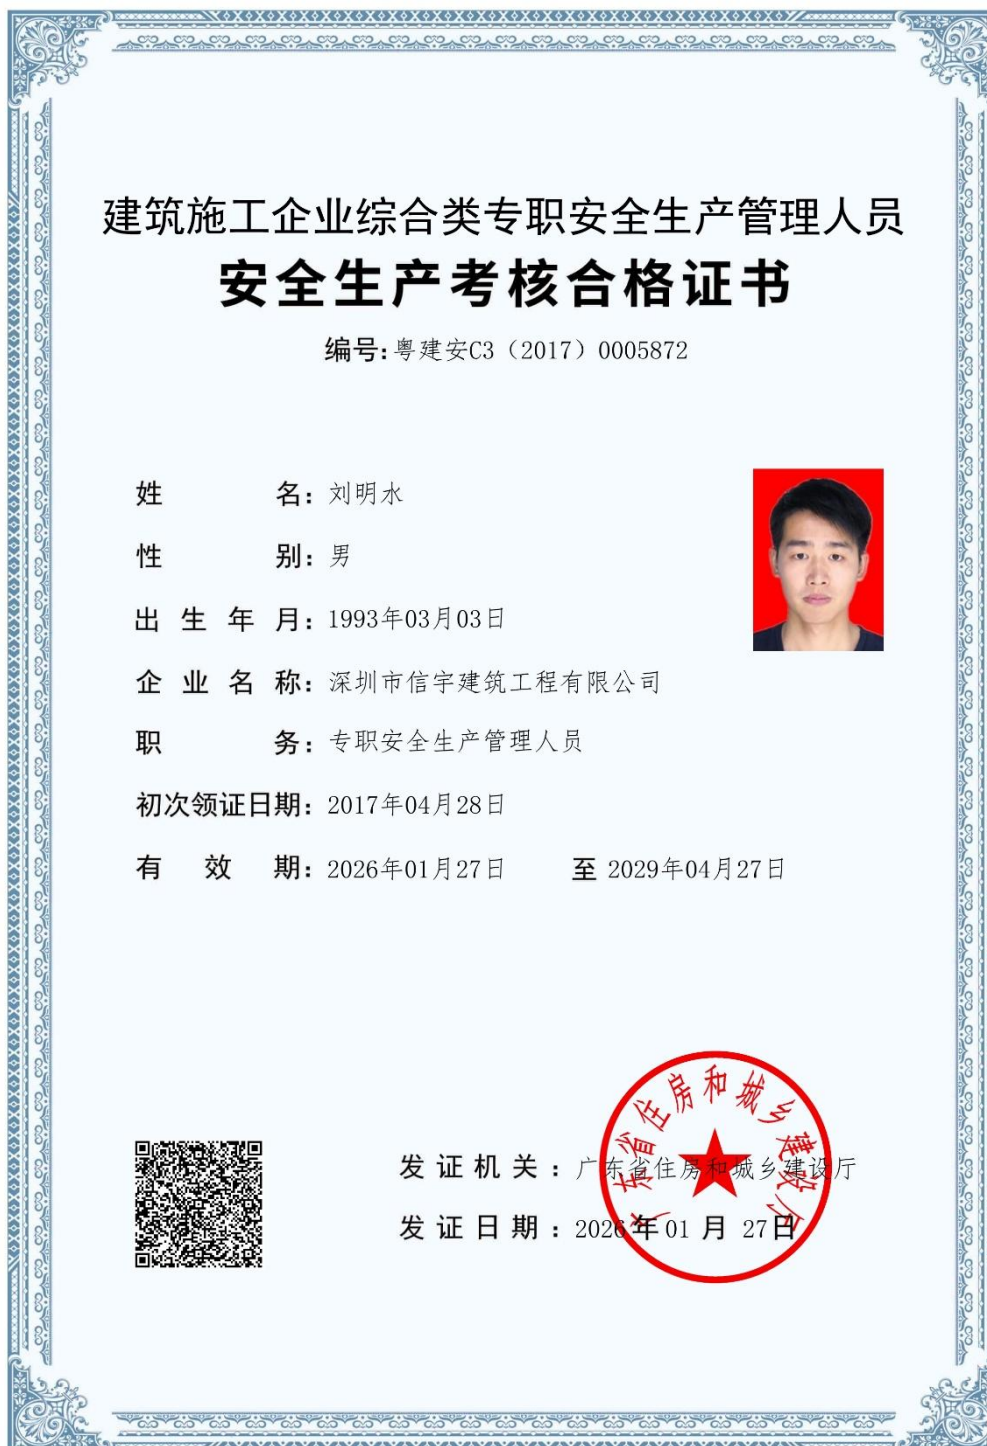 建筑施工企业综合类专职安全生产管理人员
安全生产考核合格证书
编号:粤建安C3（2017）0005872
姓名：刘明水
性别：男
出生年月：1993年03月03日
企业名称：深圳市信宇建筑工程有限公司
职务：专职安全生产管理人员
初次领证日期：2017年04月28日
有效期：2026年01月27日 至 2029年04月27日
广东省住房和城乡建设厅
发证机关：广东省住房和城乡建设厅
发证日期：2026年01月27日